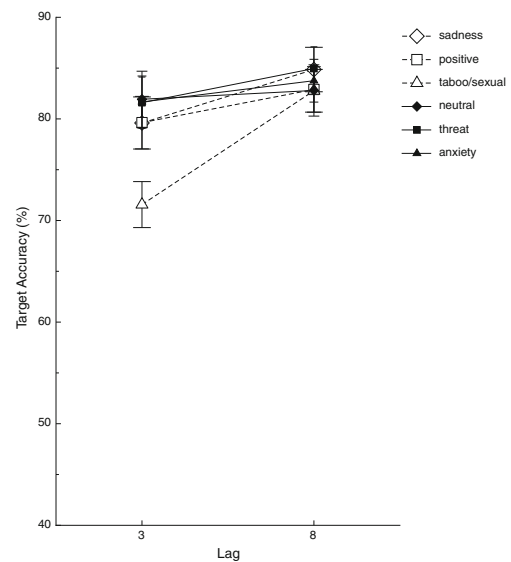 90
80
70
60
50
40
Target Accuracy (%)
3
8
Lag
sadness
positive
taboo/sexual
neutral
threat
anxiety